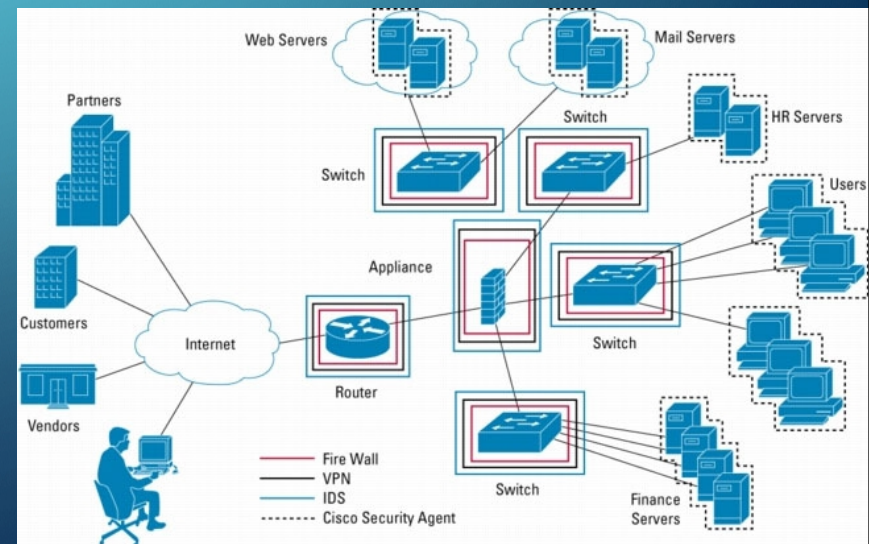 Web Servers
Mail Servers
Partners
Switch
HR Servers
Switch
Users
Appliance
Customers
Internet
Switch
Router
Vendors
Fire Wall
VPN
IDS
Cisco Security Agent
Switch
Finance
Servers